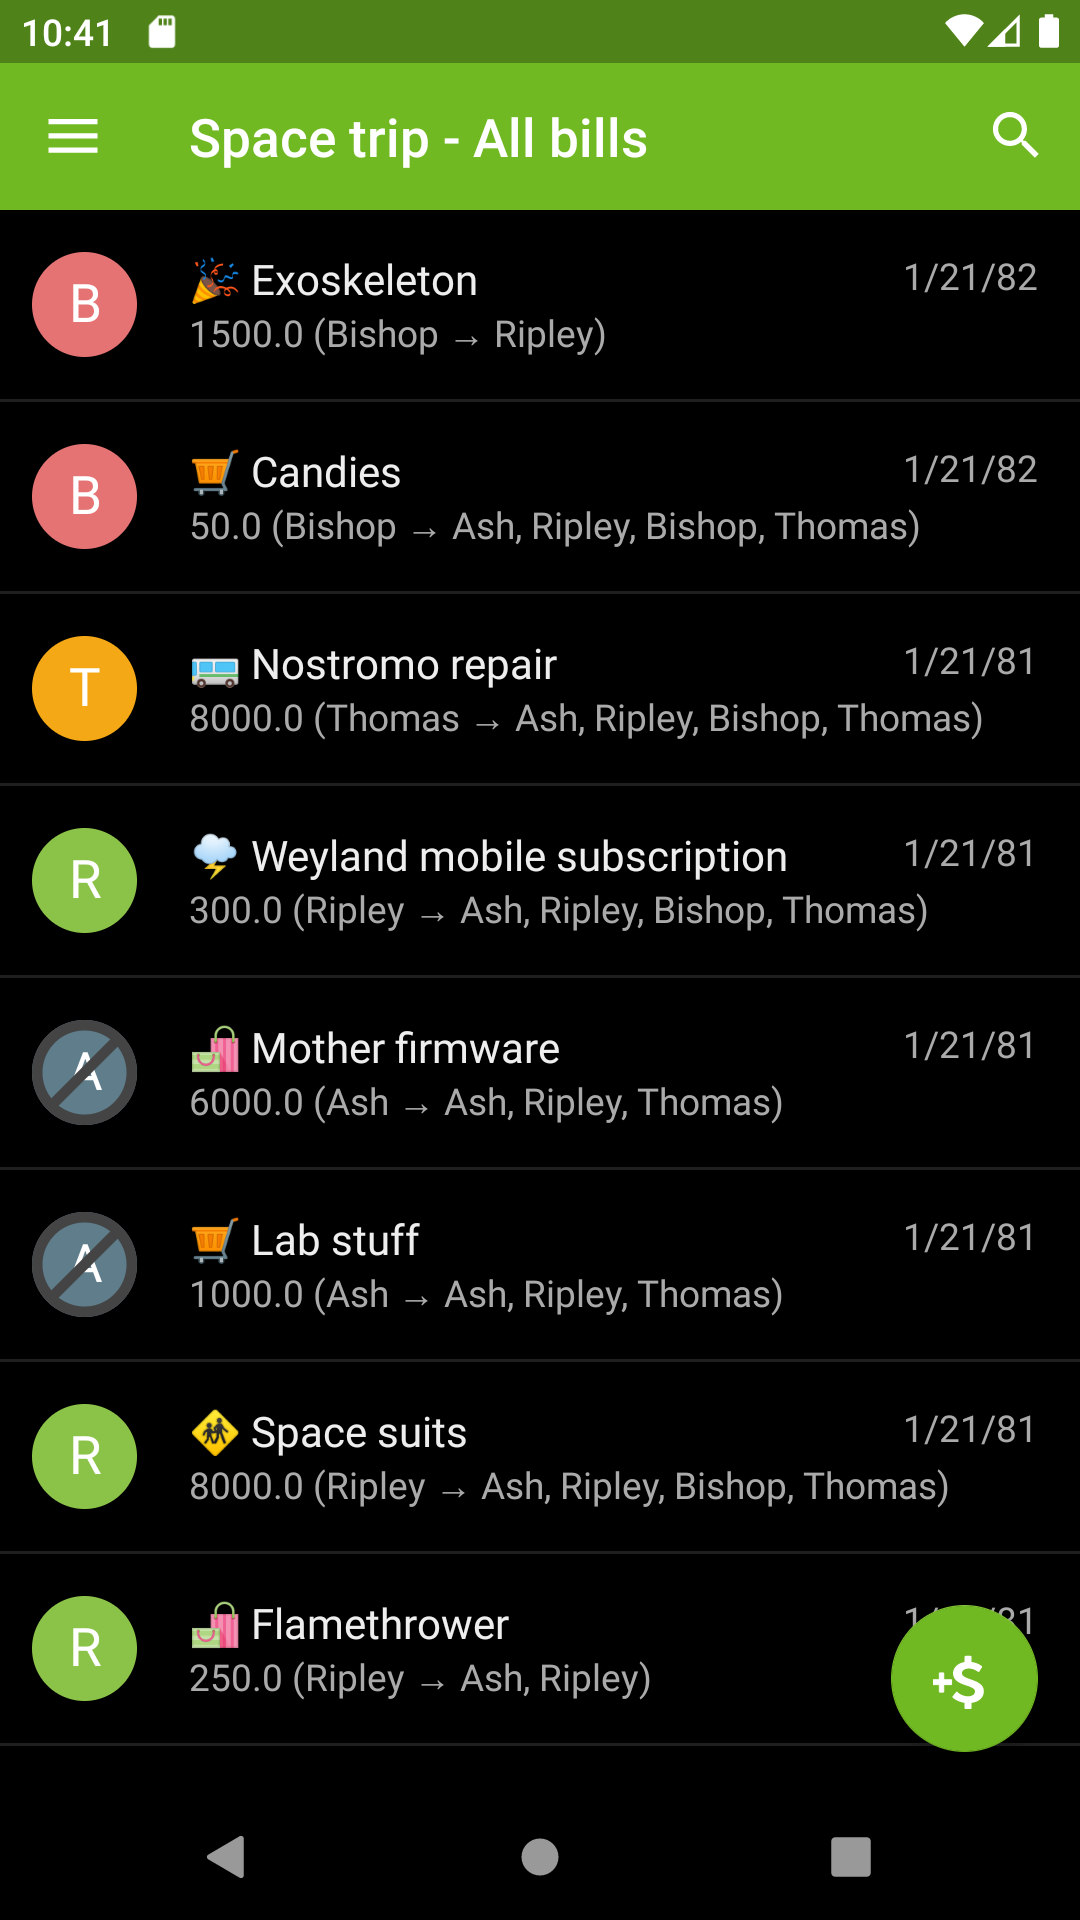 10:41
Space trip - All bills
B
🎉 Exoskeleton 1/21/82
1500.0 (Bishop → Ripley)
B
🛒 Candies 1/21/82
50.0 (Bishop → Ash, Ripley, Bishop, Thomas)
T
🚌 Nostromo repair 1/21/81
8000.0 (Thomas → Ash, Ripley, Bishop, Thomas)
R
🌩 Weyland mobile subscription 1/21/81
300.0 (Ripley → Ash, Ripley, Bishop, Thomas)
A
🛍 Mother firmware 1/21/81
6000.0 (Ash → Ash, Ripley, Thomas)
A
🛒 Lab stuff 1/21/81
1000.0 (Ash → Ash, Ripley, Thomas)
R
🚸 Space suits 1/21/81
8000.0 (Ripley → Ash, Ripley, Bishop, Thomas)
R
🛍 Flamethrower
250.0 (Ripley → Ash, Ripley)
+$